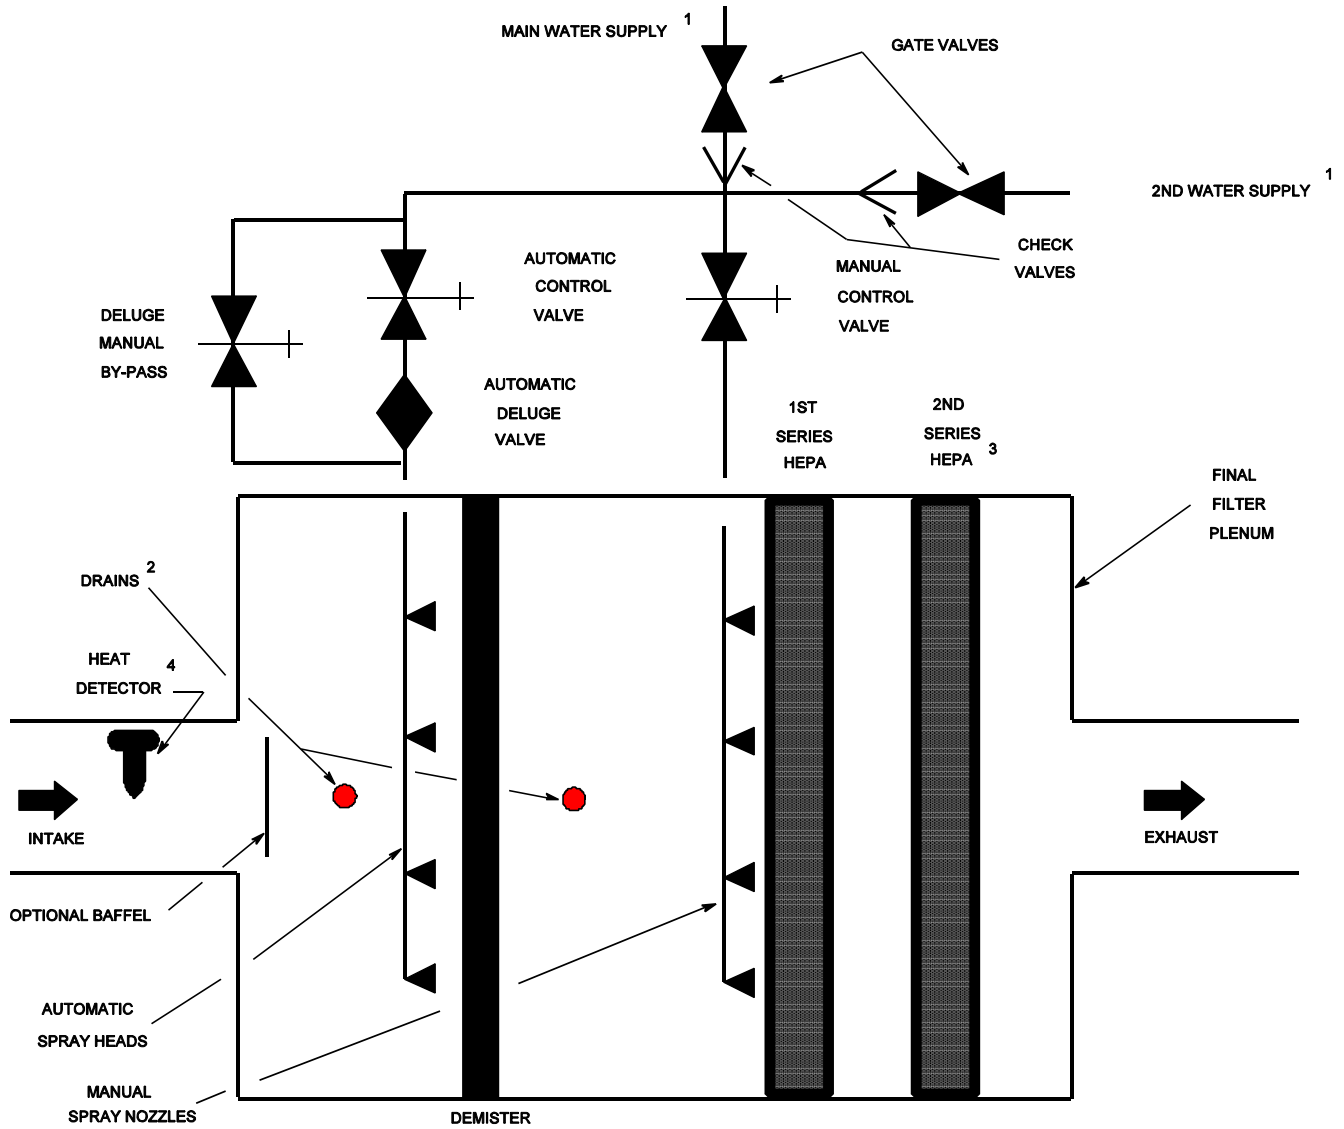 MAIN WATER SUPPLY 1
GATE VALVES
2ND WATER SUPPLY 1
CHECK
VALVES
AUTOMATIC
CONTROL
VALVE
MANUAL
CONTROL
VALVE
DELUGE
MANUAL
BY-PASS
AUTOMATIC
DELUGE
VALVE
1ST
SERIES
HEPA
2ND
SERIES
HEPA 3
FINAL
FILTER
PLENUM
DRAINS 2
HEAT
DETECTOR 4
INTAKE
EXHAUST
OPTIONAL BAFFEL
AUTOMATIC
SPRAY HEADS
MANUAL
SPRAY NOZZLES
DEMISTER